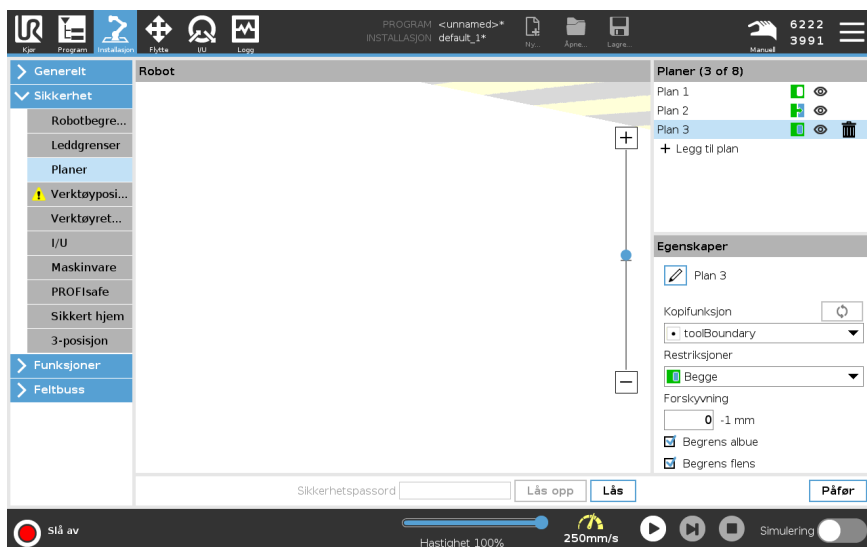 UR
Kjør
Program
Installasjon
Flytte
I/U
Logg
PROGRAM <unnamed>*
INSTALLASJON default_1*
Ny...
Åpne...
Lagre...
Manuell
6222
3991
Generelt
Sikkerhet
Robotbegre...
Leddgrenser
Planer
Verktøyposi...
Verktøyret...
I/U
Maskinvare
PROFIsafe
Sikkert hjem
3-posisjon
Funksjoner
Feltbuss
Robot
Planer (3 of 8)
Plan 1
Plan 2
Plan 3
+ Legg til plan
Egenskaper
Plan 3
Kopifunksjon
toolBoundary
Restriksjoner
Begge
Forskyvning
0 -1 mm
Begrens albue
Begrens flens
Sikkerhetspassord
Lås opp
Lås
Påfør
Slå av
Hastighet 100%
250mm/s
Simulering